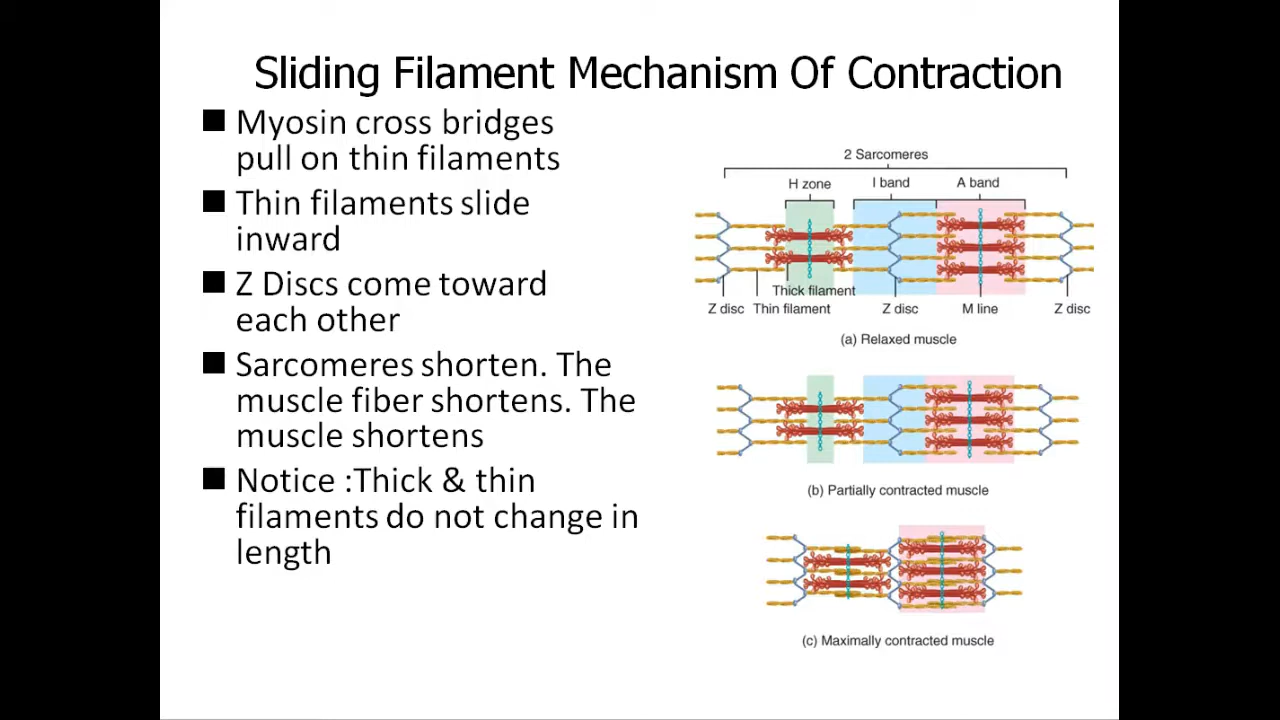 Sliding Filament Mechanism Of Contraction
■ Myosin cross bridges
pull on thin filaments
■ Thin filaments slide
inward
■ Z Discs come toward
each other
■ Sarcomeres shorten. The
muscle fiber shortens. The
muscle shortens
■ Notice :Thick & thin
filaments do not change in
length
2 Sarcomeres
H zone I band A band
Thick filament
Z disc Thin filament Z disc M line Z disc
(a) Relaxed muscle
(b) Partially contracted muscle
(c) Maximally contracted muscle